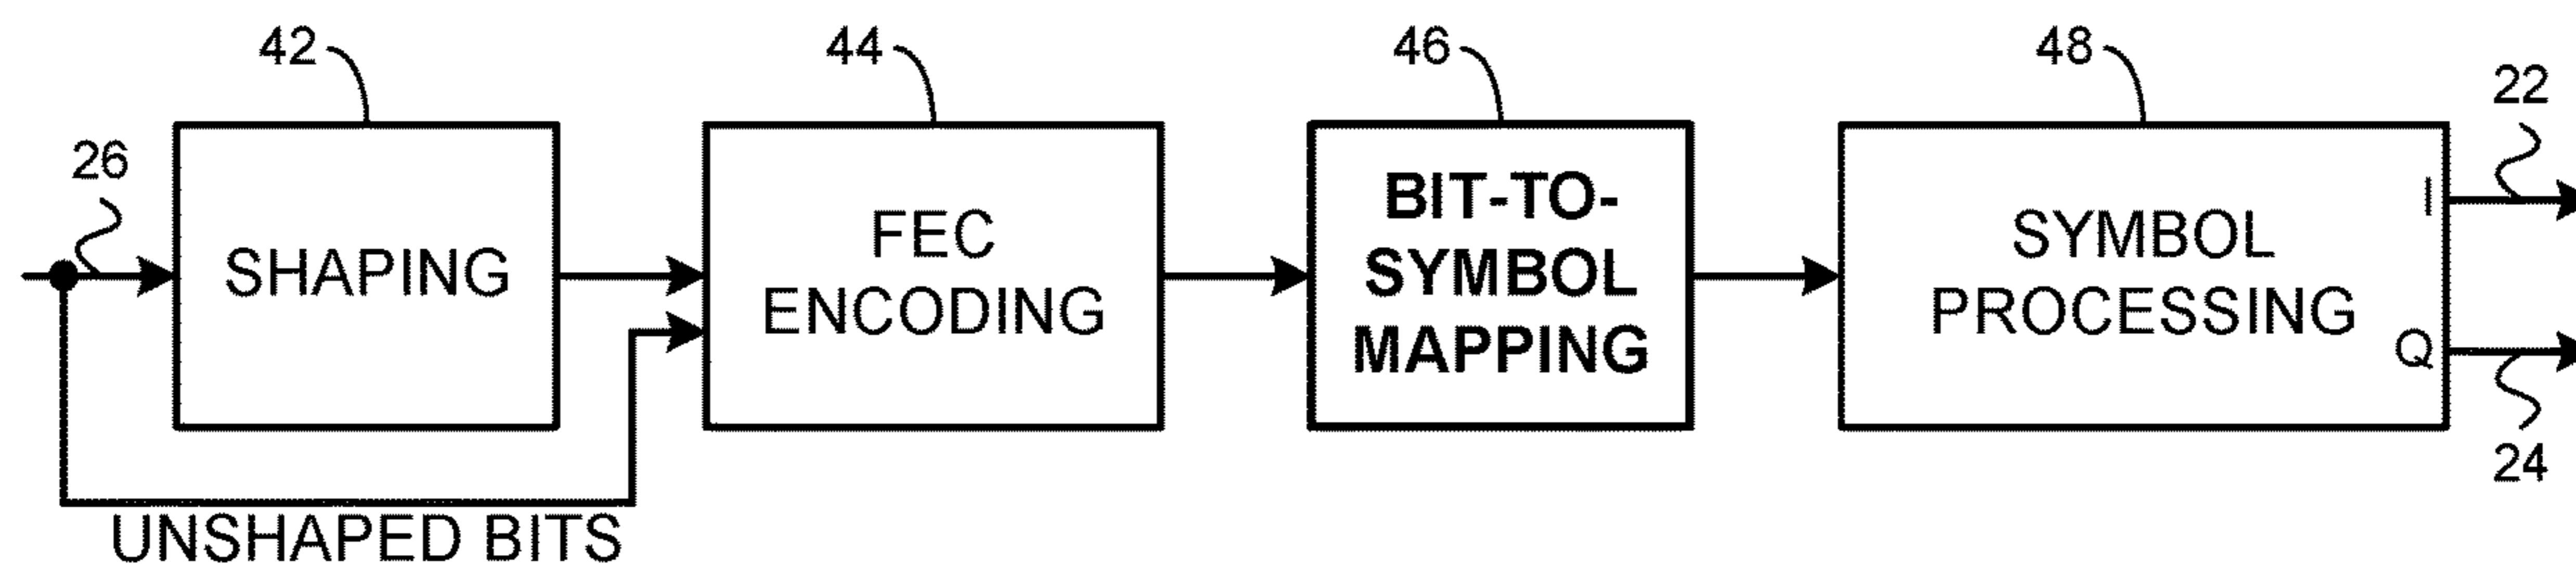 42
44
46
48
22
26
SHAPING
FEC
ENCODING
BIT-TO-
SYMBOL
MAPPING
SYMBOL
PROCESSING
I
Q
24
UNSHAPED BITS